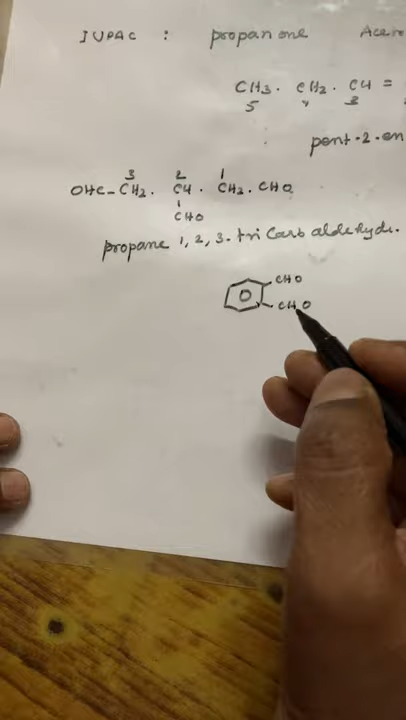 IUPAC : propanone
CH3. CH2. CH =
5 4 3
pent-2-en
3 2 1
OHC-CH2. CH. CH2. CHO
CHO
propane 1,2,3-tri Carb aldehyde.
CHO
CHO